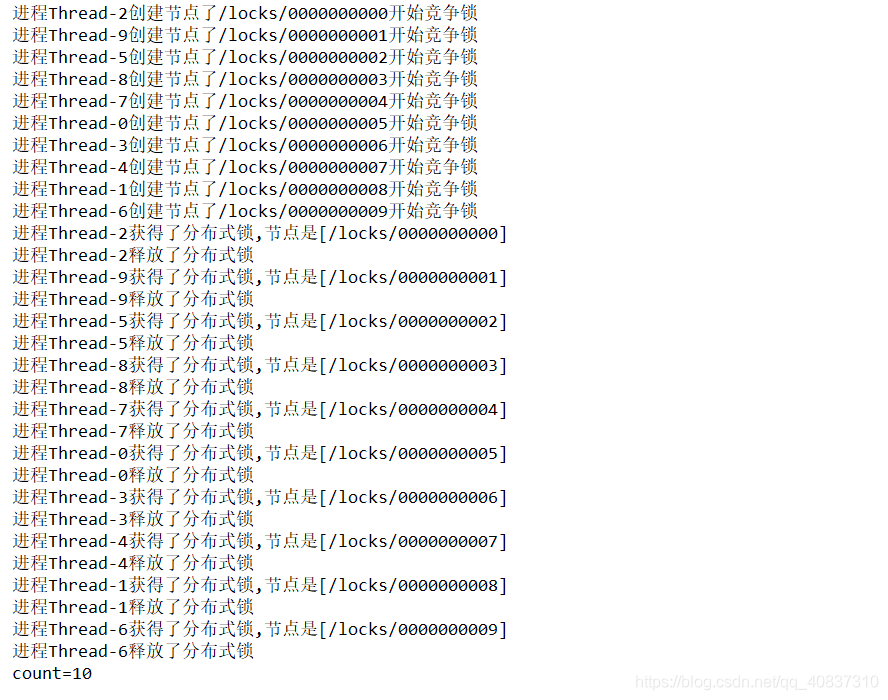 进程Thread-2创建节点了/locks/0000000000开始竞争锁
进程Thread-9创建节点了/locks/0000000001开始竞争锁
进程Thread-5创建节点了/locks/0000000002开始竞争锁
进程Thread-8创建节点了/locks/0000000003开始竞争锁
进程Thread-7创建节点了/locks/0000000004开始竞争锁
进程Thread-0创建节点了/locks/0000000005开始竞争锁
进程Thread-3创建节点了/locks/0000000006开始竞争锁
进程Thread-4创建节点了/locks/0000000007开始竞争锁
进程Thread-1创建节点了/locks/0000000008开始竞争锁
进程Thread-6创建节点了/locks/0000000009开始竞争锁
进程Thread-2获得了分布式锁,节点是[/locks/0000000000]
进程Thread-2释放了分布式锁
进程Thread-9获得了分布式锁,节点是[/locks/0000000001]
进程Thread-9释放了分布式锁
进程Thread-5获得了分布式锁,节点是[/locks/0000000002]
进程Thread-5释放了分布式锁
进程Thread-8获得了分布式锁,节点是[/locks/0000000003]
进程Thread-8释放了分布式锁
进程Thread-7获得了分布式锁,节点是[/locks/0000000004]
进程Thread-7释放了分布式锁
进程Thread-0获得了分布式锁,节点是[/locks/0000000005]
进程Thread-0释放了分布式锁
进程Thread-3获得了分布式锁,节点是[/locks/0000000006]
进程Thread-3释放了分布式锁
进程Thread-4获得了分布式锁,节点是[/locks/0000000007]
进程Thread-4释放了分布式锁
进程Thread-1获得了分布式锁,节点是[/locks/0000000008]
进程Thread-1释放了分布式锁
进程Thread-6获得了分布式锁,节点是[/locks/0000000009]
进程Thread-6释放了分布式锁
count=10
https://blog.csdn.net/qq_40837310